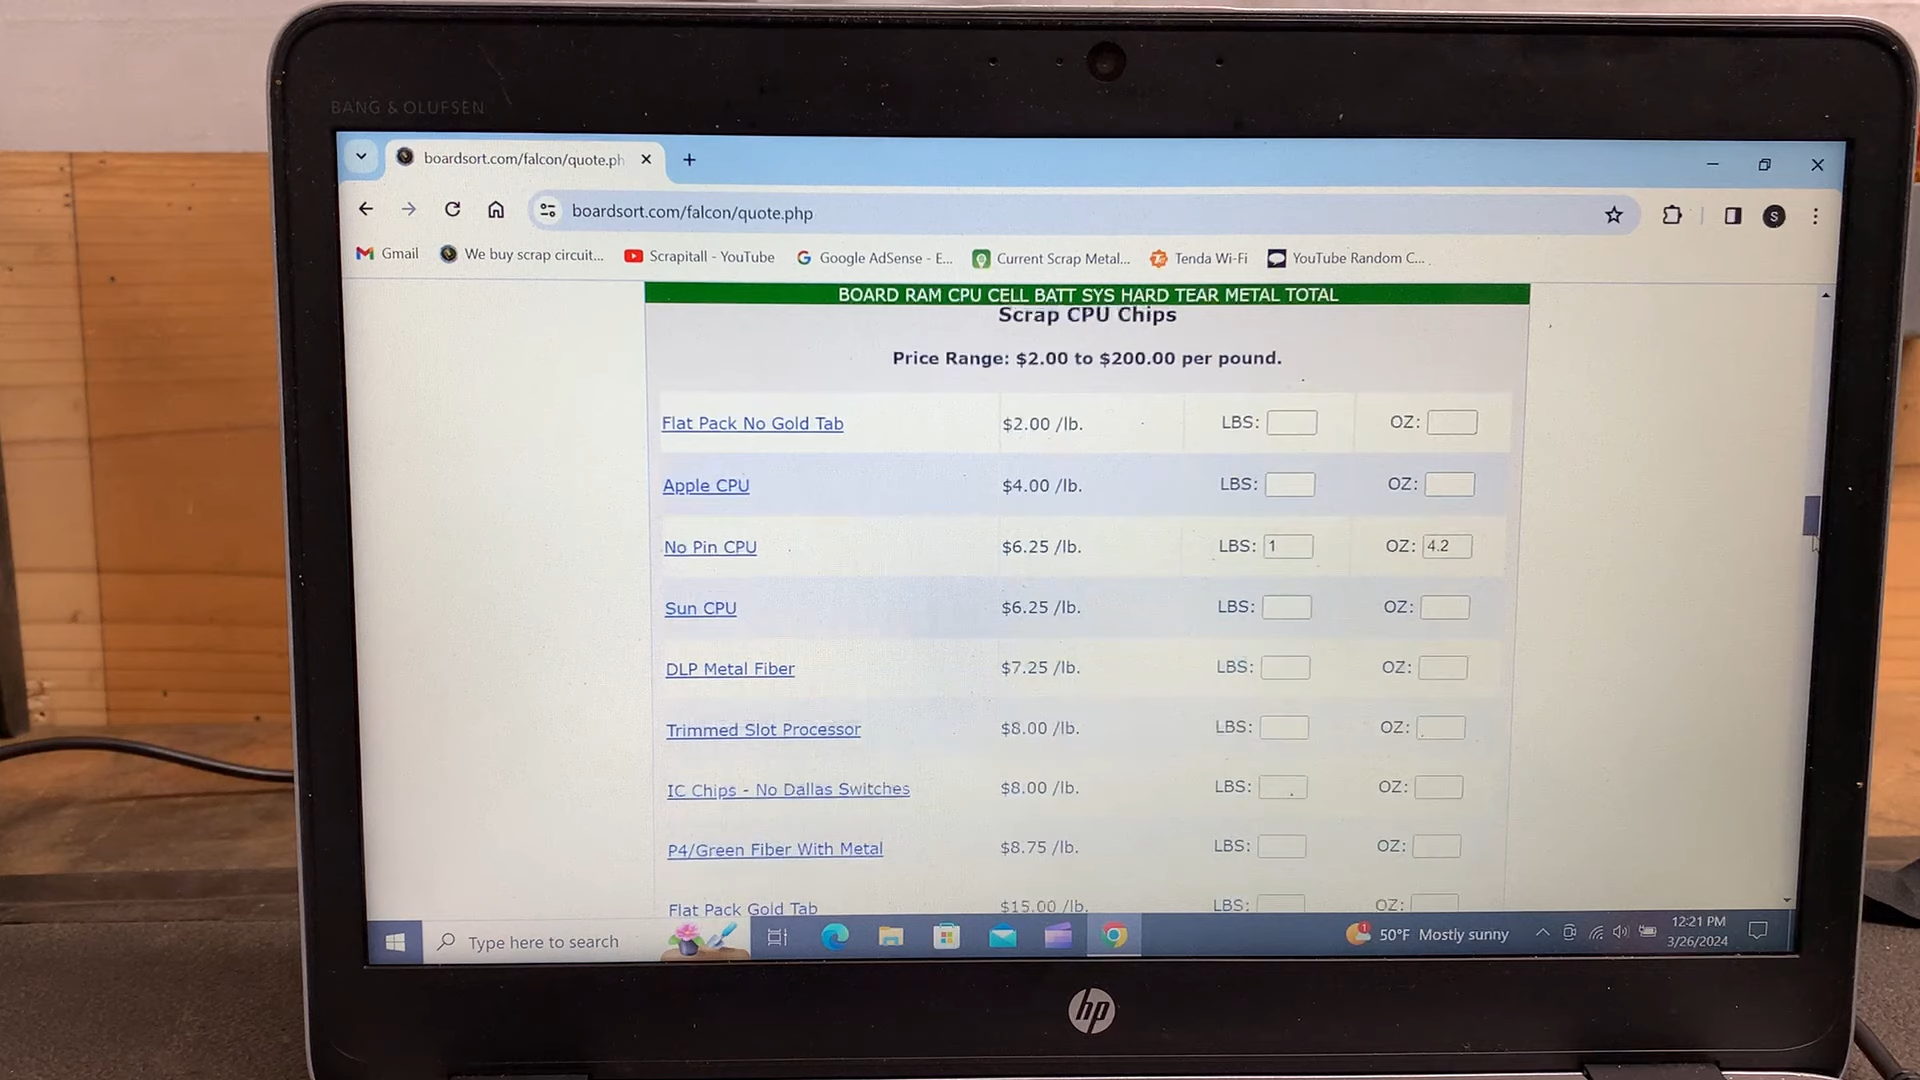 BANG & OLUFSEN
boardsort.com/falcon/quote.ph
boardsort.com/falcon/quote.php
S
Gmail We buy scrap circuit... Scrapitall - YouTube Google AdSense - E... Current Scrap Metal... Tenda Wi-Fi YouTube Random C...
BOARD RAM CPU CELL BATT SYS HARD TEAR METAL TOTAL
Scrap CPU Chips
Price Range: $2.00 to $200.00 per pound.
Flat Pack No Gold Tab $2.00 /lb. LBS: OZ:
Apple CPU $4.00 /lb. LBS: OZ:
No Pin CPU $6.25 /lb. LBS: 1 OZ: 4.2
Sun CPU $6.25 /lb. LBS: OZ:
DLP Metal Fiber $7.25 /lb. LBS: OZ:
Trimmed Slot Processor $8.00 /lb. LBS: OZ:
IC Chips - No Dallas Switches $8.00 /lb. LBS: OZ:
P4/Green Fiber With Metal $8.75 /lb. LBS: OZ:
Flat Pack Gold Tab $15.00 /lb. LBS: OZ:
Type here to search 1 50°F Mostly sunny 12:21 PM
3/26/2024
hp